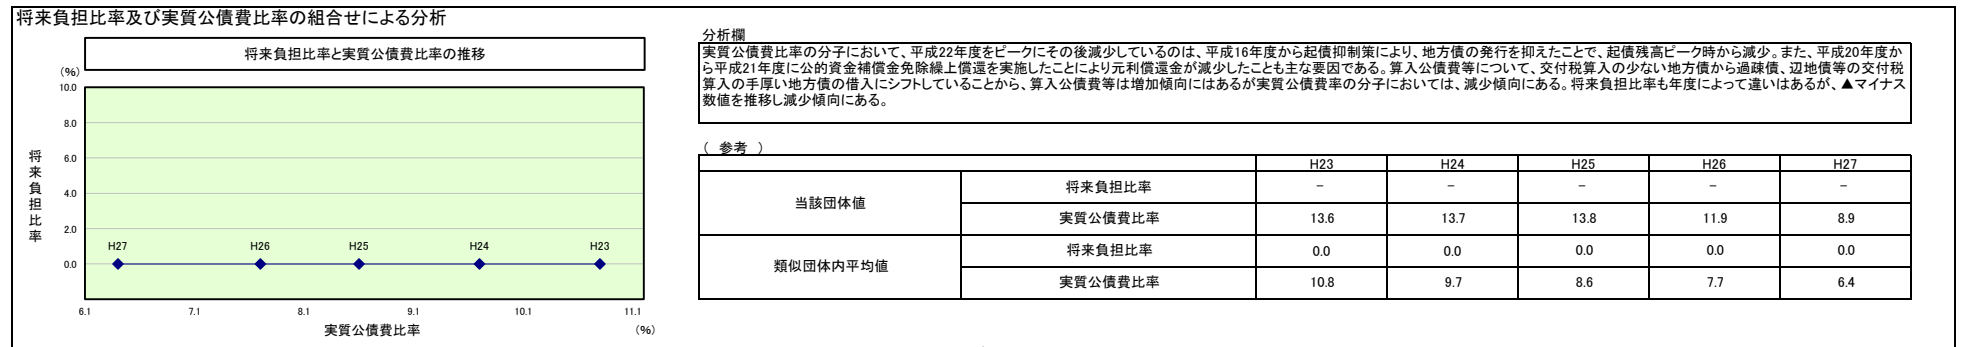 将来負担比率及び実質公債費比率の組合せによる分析
将来負担比率と実質公債費比率の推移
(%)
10.0
8.0
6.0
4.0
2.0
0.0
将来負担比率
H27 H26 H25 H24 H23
6.1 7.1 8.1 9.1 10.1 11.1
実質公債費比率
(%)
分析欄
実質公債費比率の分子において、平成22年度をピークにその後減少しているのは、平成16年度から起債抑制策により、地方債の発行を抑えたことで、起債残高ピーク時から減少。また、平成20年度か
ら平成21年度に公的資金補償金免除繰上償還を実施したことにより元利償還金が減少したことも主な要因である。算入公債費等について、交付税算入の少ない地方債から過疎債、辺地債等の交付税
算入の手厚い地方債の借入にシフトしていることから、算入公債費等は増加傾向にはあるが実質公債費率の分子においては、減少傾向にある。将来負担比率も年度によって違いはあるが、▲マイナス
数値を推移し減少傾向にある。
（ 参考 ）
H23 H24 H25 H26 H27
当該団体値
将来負担比率 － － － － －
実質公債費比率 13.6 13.7 13.8 11.9 8.9
類似団体内平均値
将来負担比率 0.0 0.0 0.0 0.0 0.0
実質公債費比率 10.8 9.7 8.6 7.7 6.4